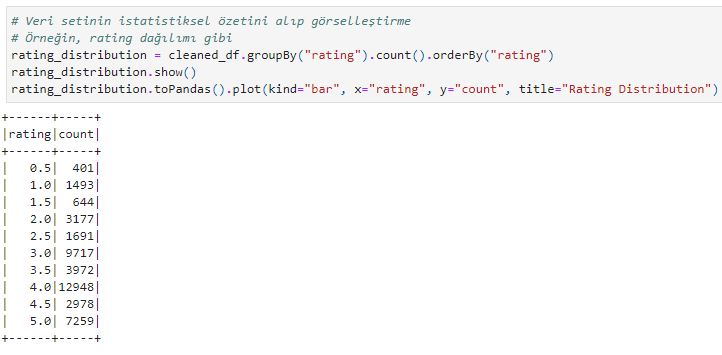 # Veri setinin istatistiksel özetini alıp görselleştirme
# Örneğin, rating dağılımı gibi
rating_distribution = cleaned_df.groupBy("rating").count().orderBy("rating")
rating_distribution.show()
rating_distribution.toPandas().plot(kind="bar", x="rating", y="count", title="Rating Distribution")
+------+-----+
|rating|count|
+------+-----+
|   0.5|  401|
|   1.0| 1493|
|   1.5|  644|
|   2.0| 3177|
|   2.5| 1691|
|   3.0| 9717|
|   3.5| 3972|
|   4.0|12948|
|   4.5| 2978|
|   5.0| 7259|
+------+-----+